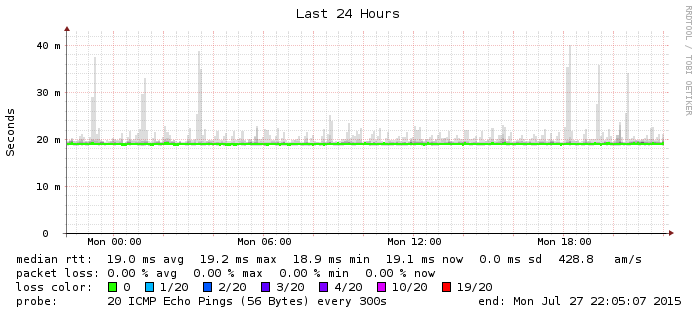 Last 24 Hours
RRDTOOL / TOBI OETIKER
Seconds
40 m
30 m
20 m
10 m
0
Mon 00:00 Mon 06:00 Mon 12:00 Mon 18:00
median rtt: 19.0 ms avg 19.2 ms max 18.9 ms min 19.1 ms now 0.0 ms sd 428.8 am/s
packet loss: 0.00 % avg 0.00 % max 0.00 % min 0.00 % now
loss color: 0 1/20 2/20 3/20 4/20 10/20 19/20
probe: 20 ICMP Echo Pings (56 Bytes) every 300s end: Mon Jul 27 22:05:07 2015